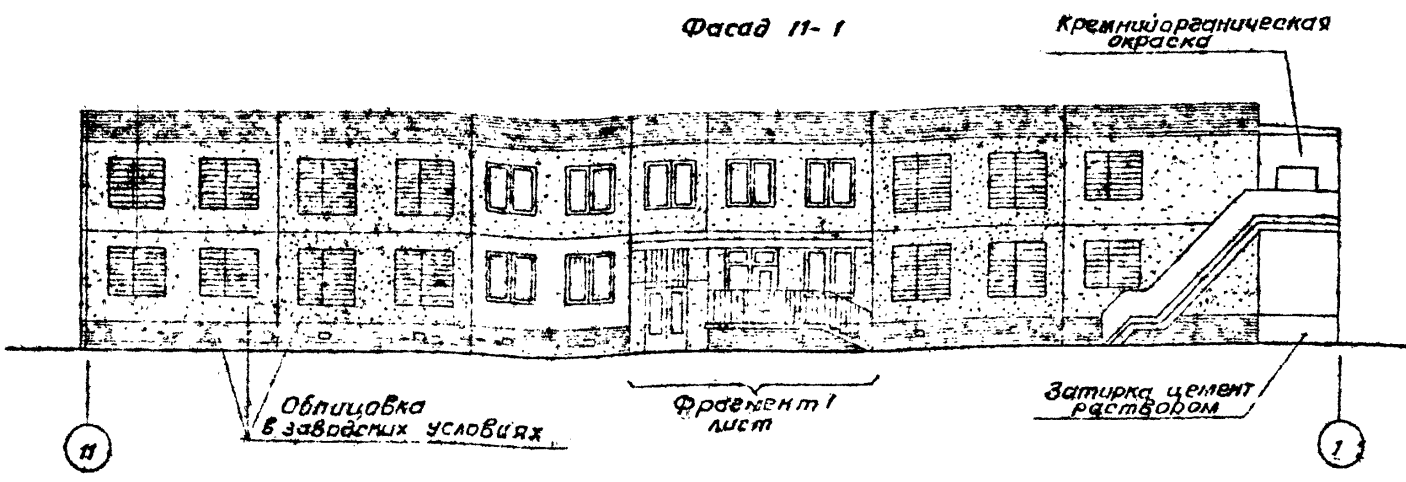 Фасад 11-1
Кремнийорганическая
окраска
Облицовка
в заводских условиях
Фрагмент 1
лист
Затирка цемент
раствором
11
1